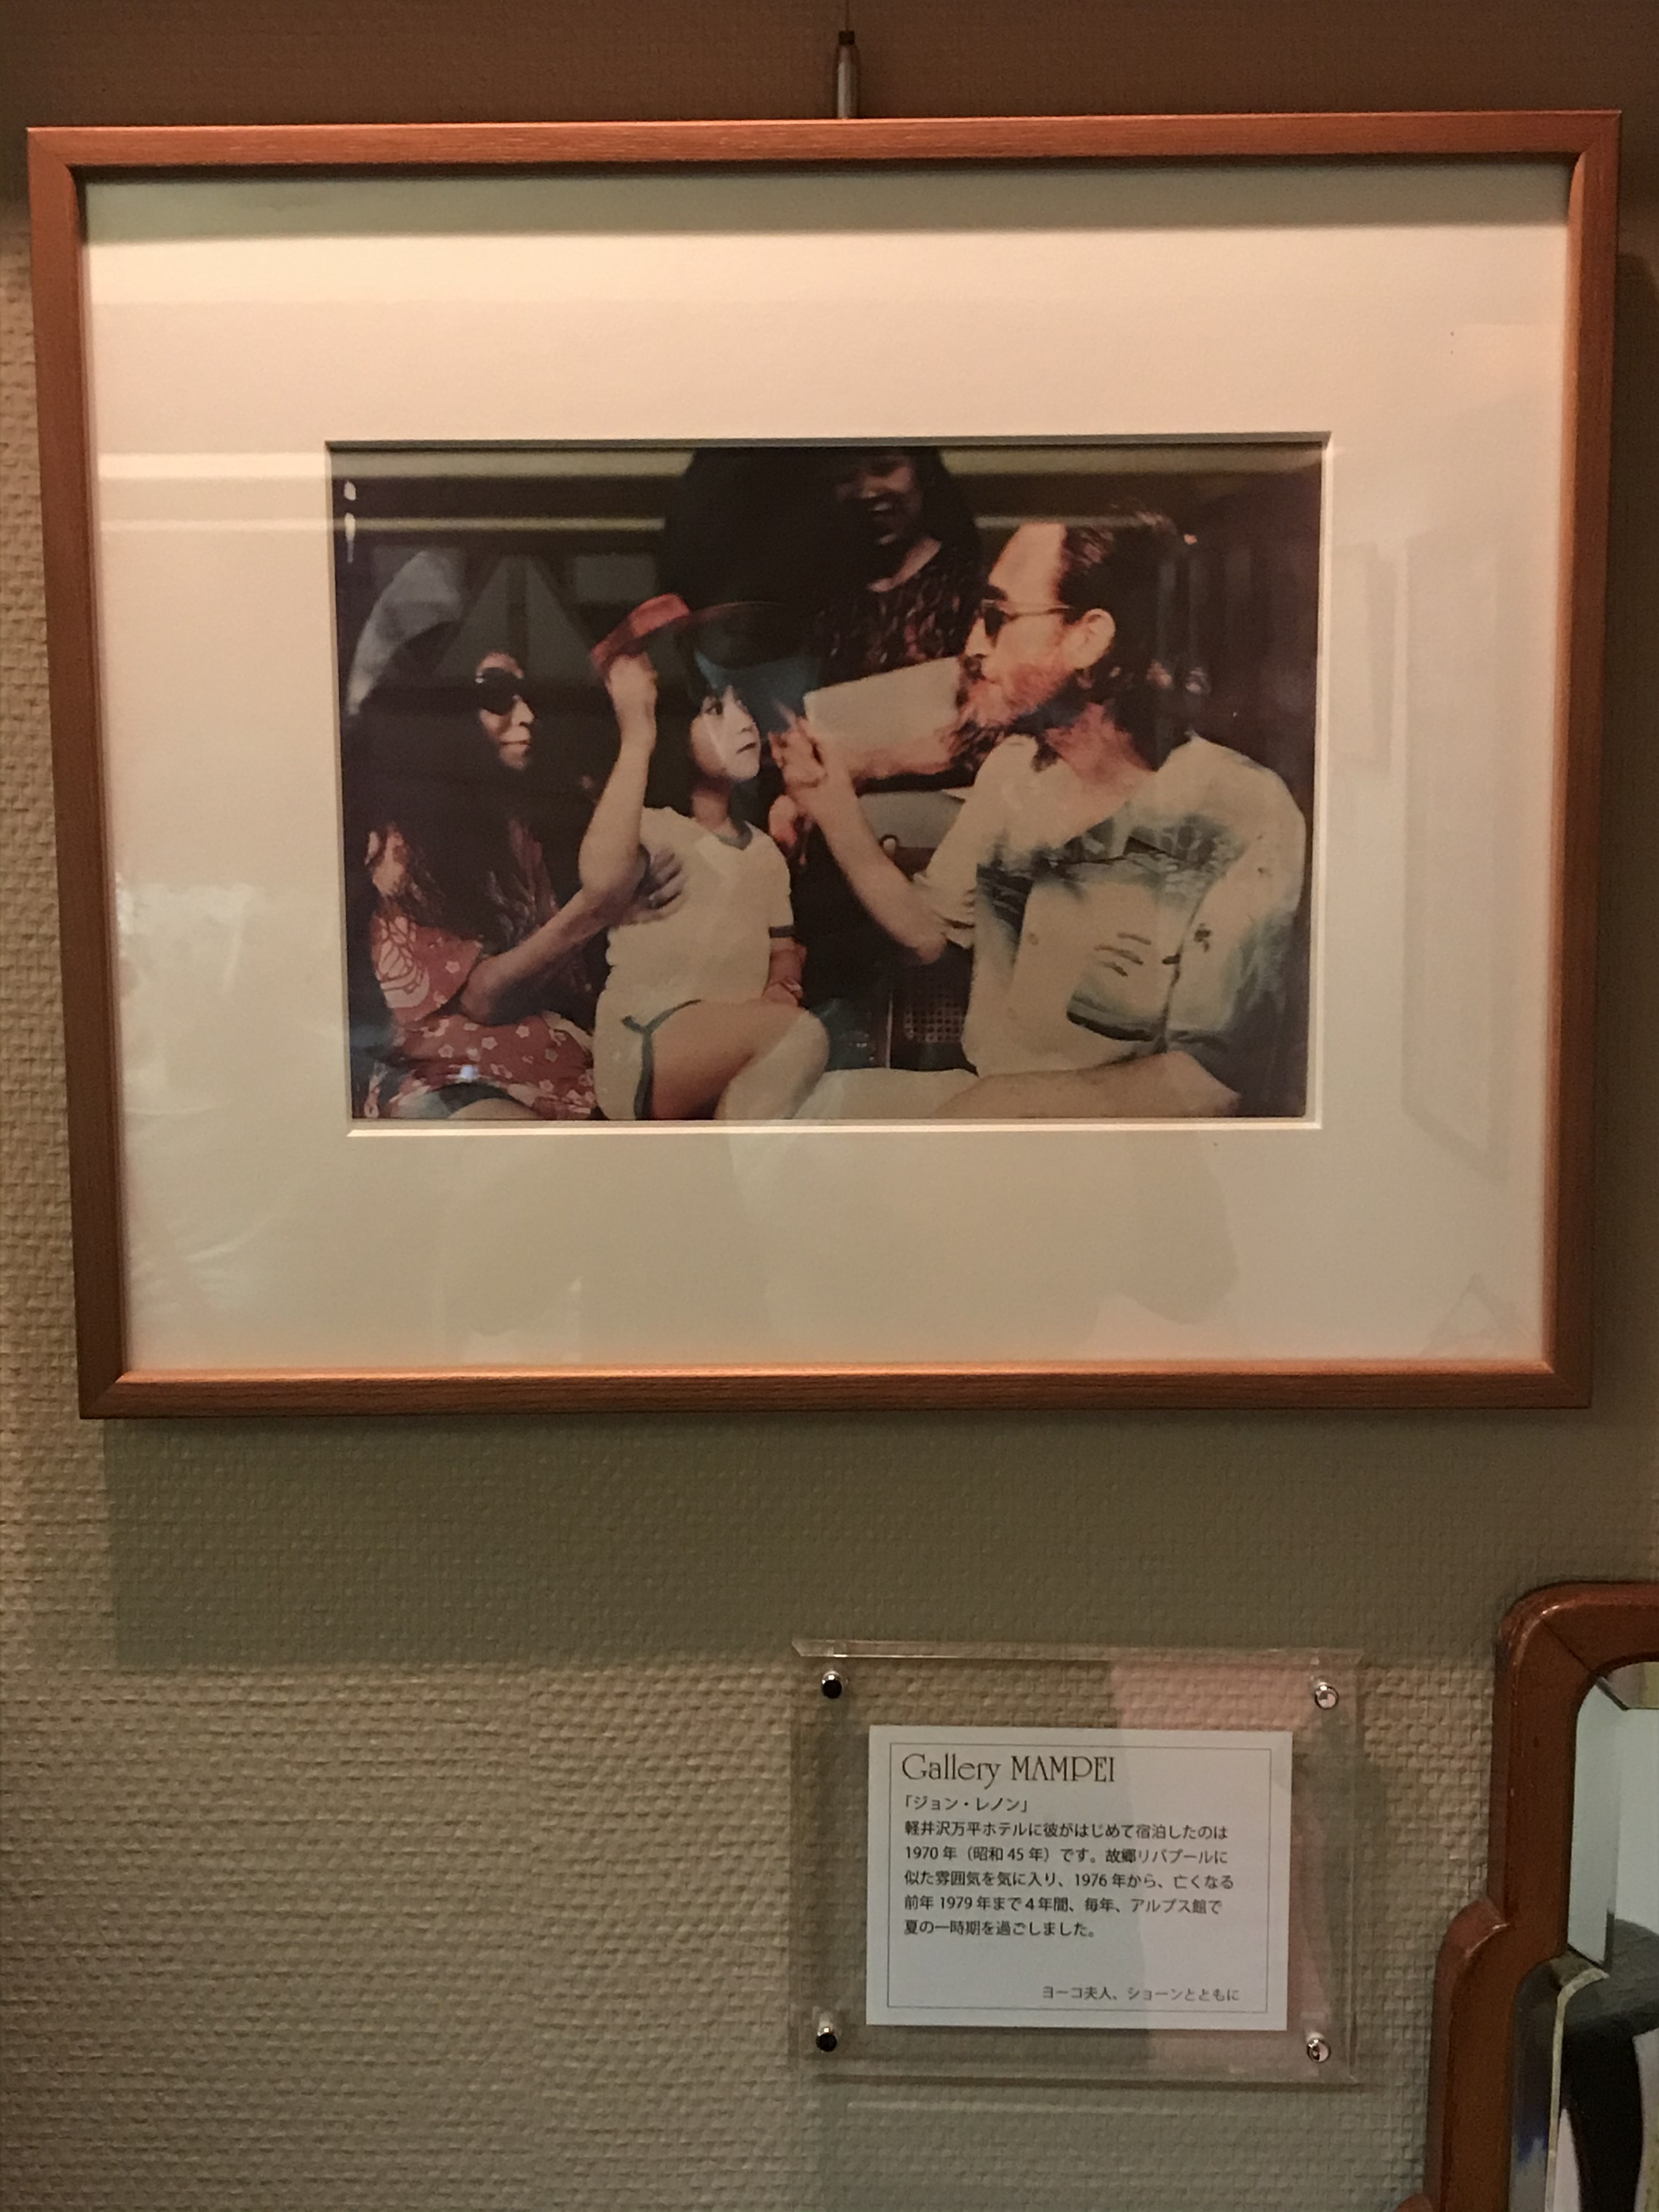 Gallery MAMPEI
「ジョン・レノン」
軽井沢万平ホテルに彼がはじめて宿泊したのは
1970 年（昭和 45 年）です。故郷リバプールに
似た雰囲気を気に入り、1976 年から、亡くなる
前年 1979 年まで 4 年間、毎年、アルプス館で
夏の一時期を過ごしました。
ヨーコ夫人、ショーンとともに